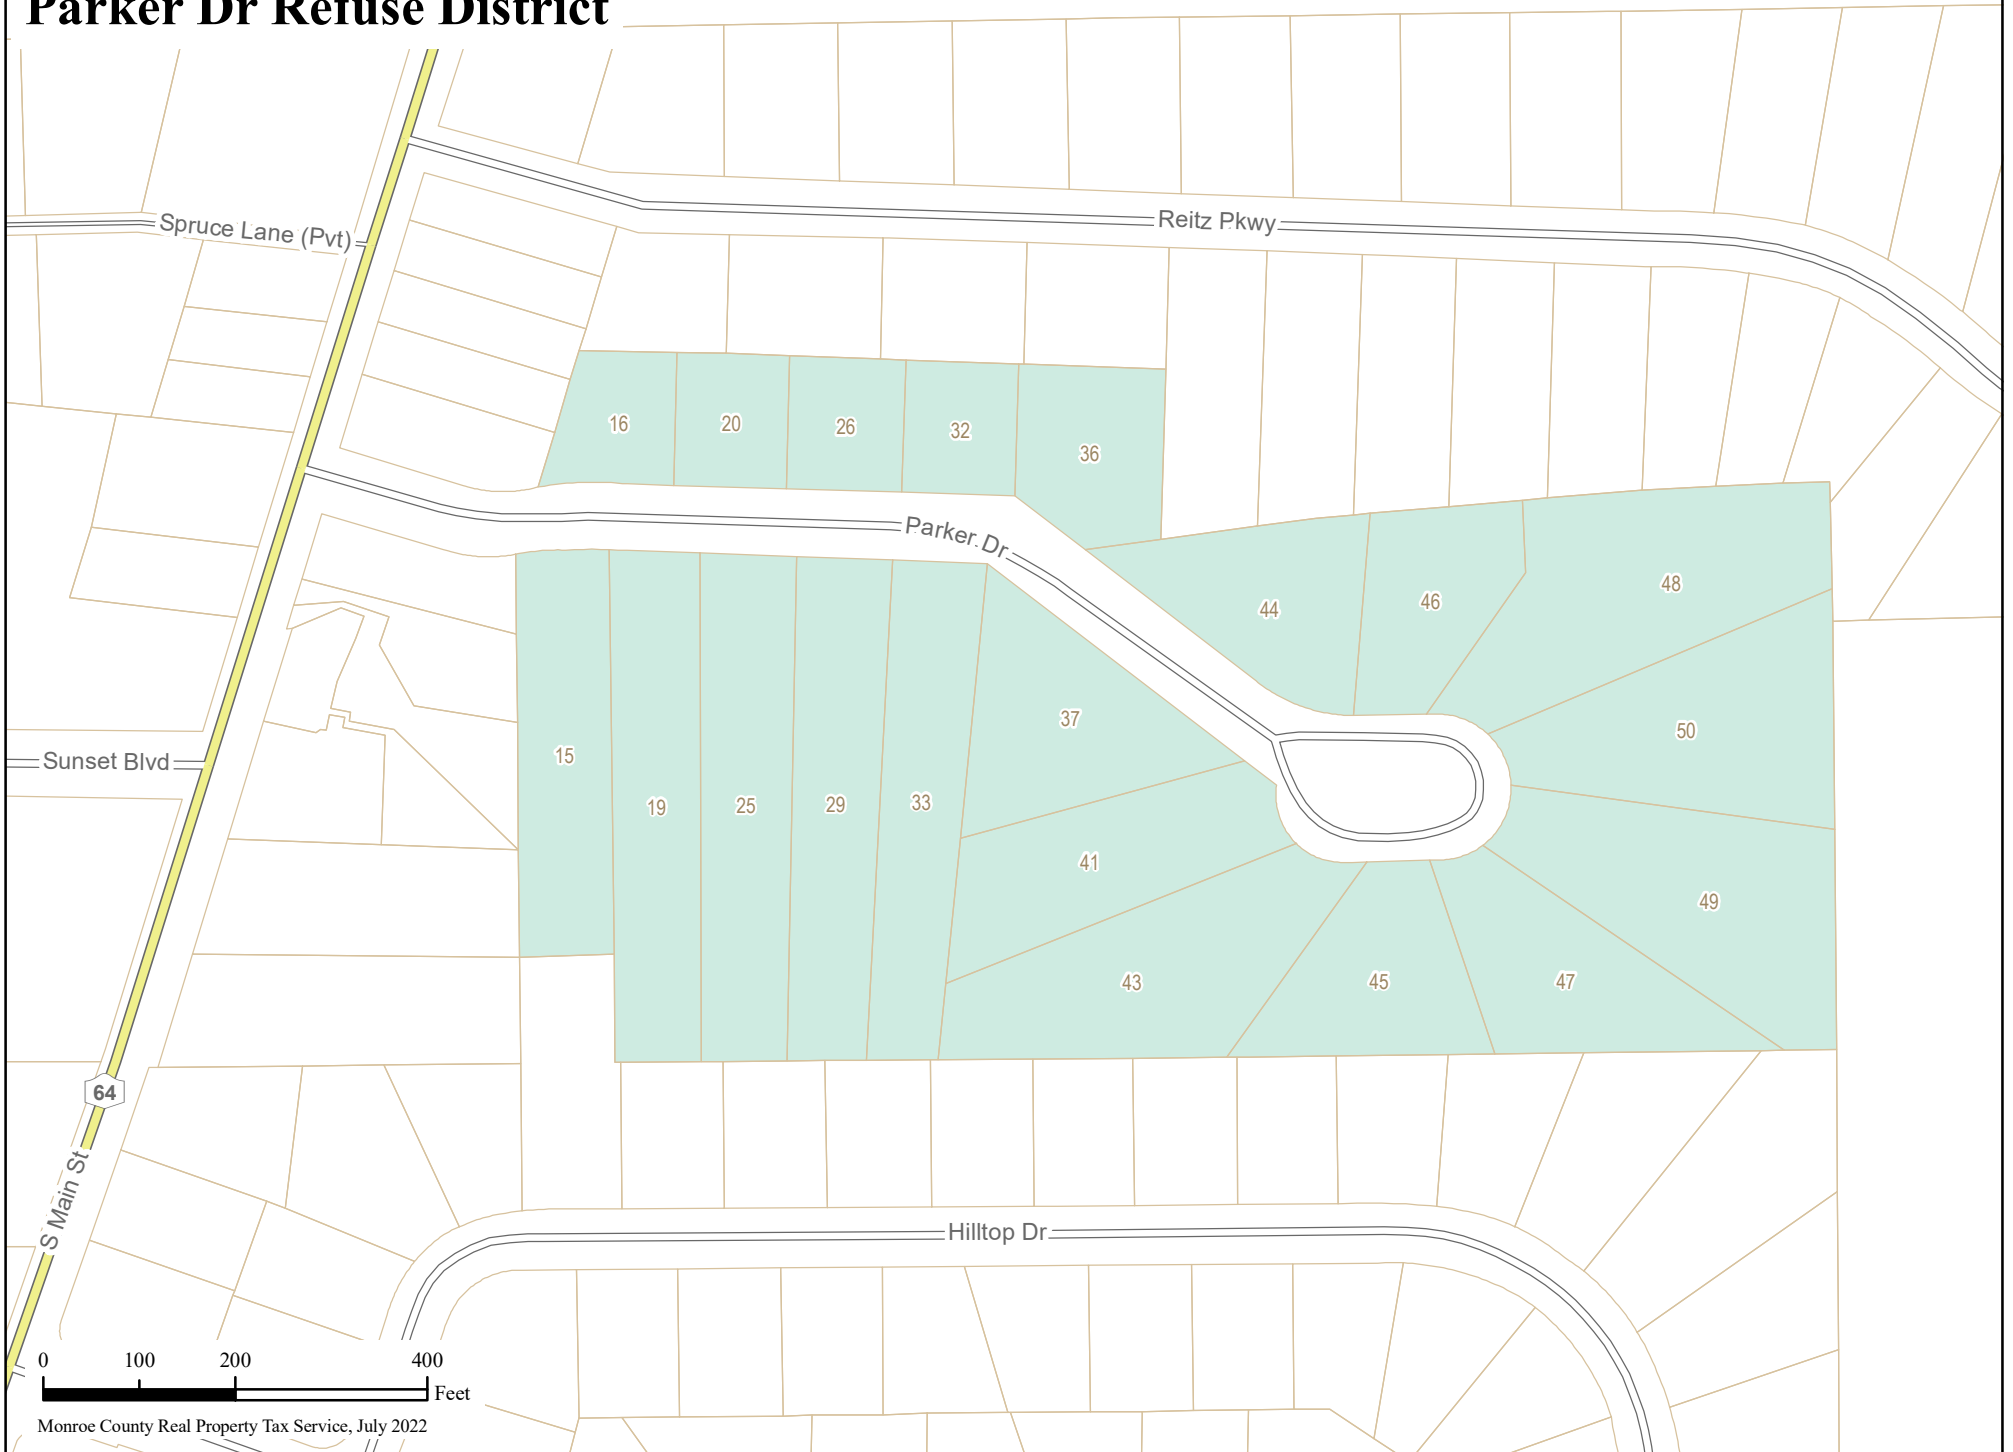 Parker Dr Refuse District
Spruce Lane (Pvt)
Reitz Pkwy
16
20
26
32
36
Parker Dr
44
46
48
50
37
15
19
25
29
33
Sunset Blvd
41
49
43
45
47
64
S Main St
Hilltop Dr
0 100 200 400
Feet
Monroe County Real Property Tax Service, July 2022